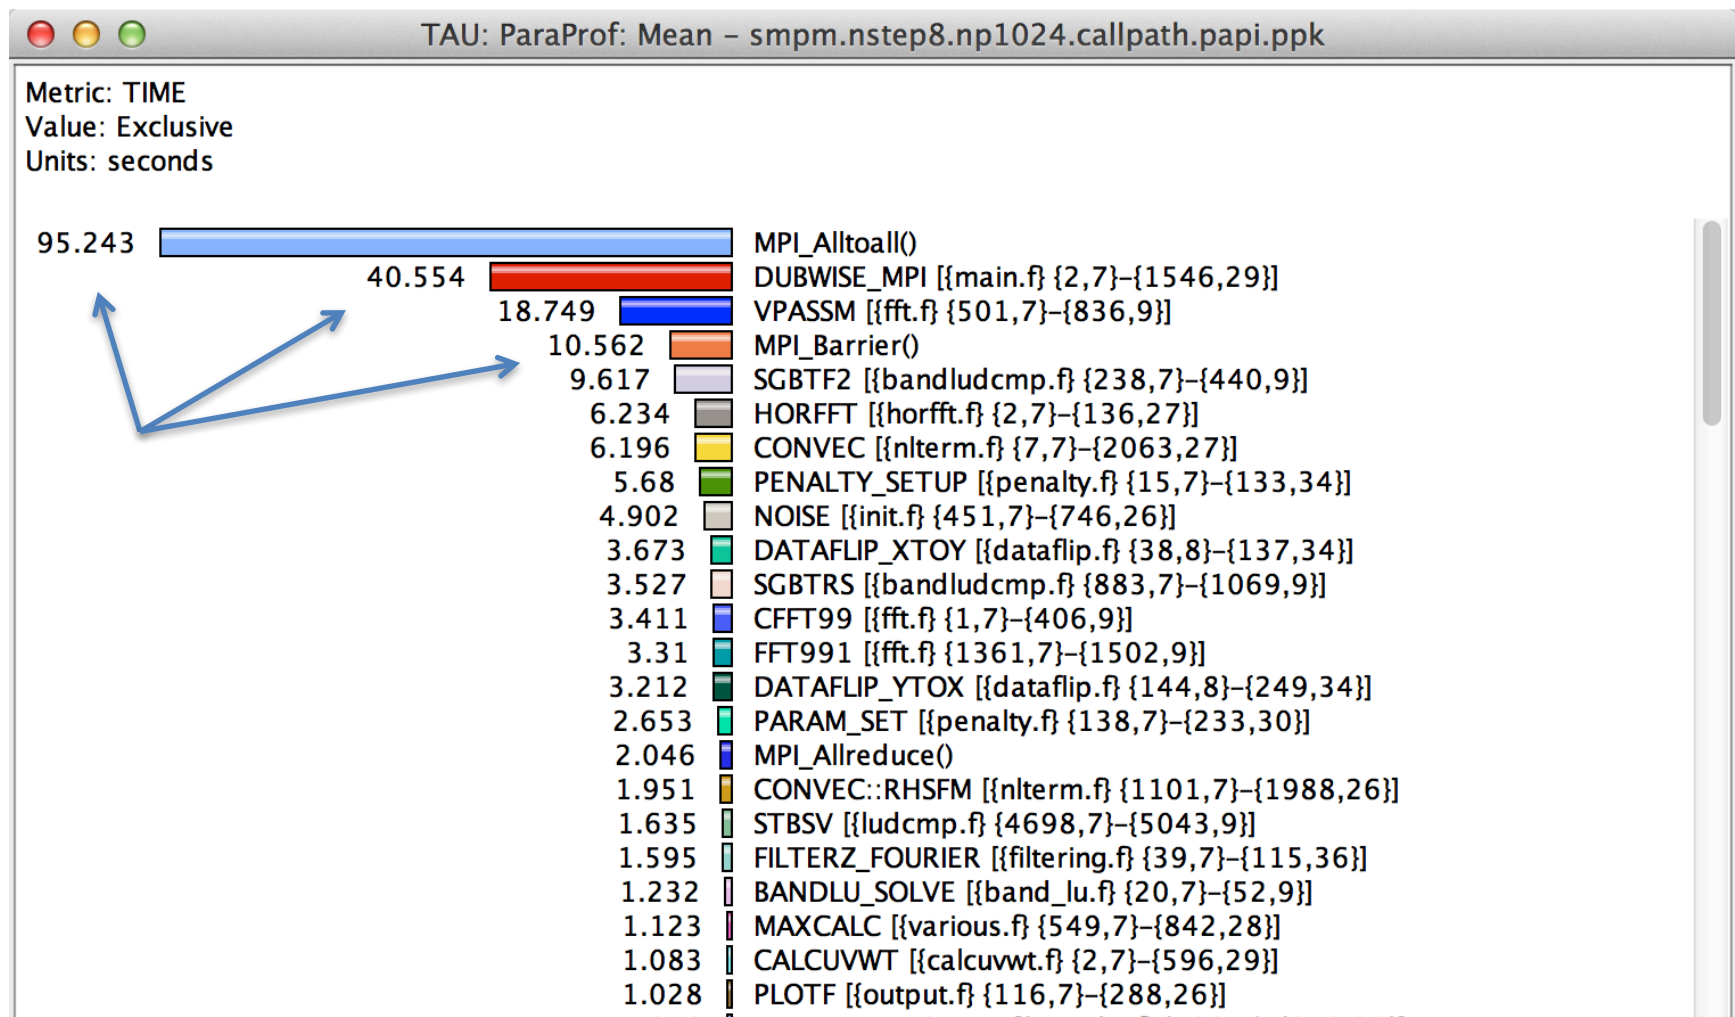 TAU: ParaProf: Mean – smpm.nstep8.np1024.callpath.papi.ppk
Metric: TIME
Value: Exclusive
Units: seconds
95.243 MPI_Alltoall()
40.554 DUBWISE_MPI [{main.f} {2,7}–{1546,29}]
18.749 VPASSM [{fft.f} {501,7}–{836,9}]
10.562 MPI_Barrier()
9.617 SGBTF2 [{bandludcmp.f} {238,7}–{440,9}]
6.234 HORFFT [{horfft.f} {2,7}–{136,27}]
6.196 CONVEC [{nlterm.f} {7,7}–{2063,27}]
5.68 PENALTY_SETUP [{penalty.f} {15,7}–{133,34}]
4.902 NOISE [{init.f} {451,7}–{746,26}]
3.673 DATAFLIP_XTOY [{dataflip.f} {38,8}–{137,34}]
3.527 SGBTRS [{bandludcmp.f} {883,7}–{1069,9}]
3.411 CFFT99 [{fft.f} {1,7}–{406,9}]
3.31 FFT991 [{fft.f} {1361,7}–{1502,9}]
3.212 DATAFLIP_YTOX [{dataflip.f} {144,8}–{249,34}]
2.653 PARAM_SET [{penalty.f} {138,7}–{233,30}]
2.046 MPI_Allreduce()
1.951 CONVEC::RHSFM [{nlterm.f} {1101,7}–{1988,26}]
1.635 STBSV [{ludcmp.f} {4698,7}–{5043,9}]
1.595 FILTERZ_FOURIER [{filtering.f} {39,7}–{115,36}]
1.232 BANDLU_SOLVE [{band_lu.f} {20,7}–{52,9}]
1.123 MAXCALC [{various.f} {549,7}–{842,28}]
1.083 CALCUVWT [{calcuvwt.f} {2,7}–{596,29}]
1.028 PLOTF [{output.f} {116,7}–{288,26}]